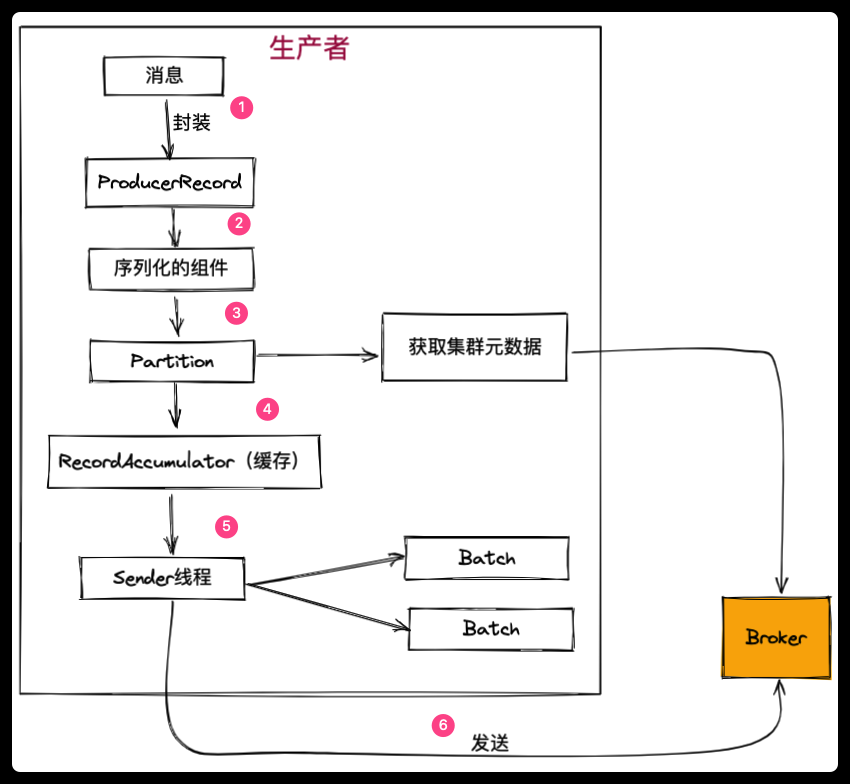 生产者
消息
1
封装
ProducerRecord
2
序列化的组件
3
Partition
获取集群元数据
4
RecordAccumulator（缓存）
5
Sender线程
Batch
Batch
Broker
6
发送